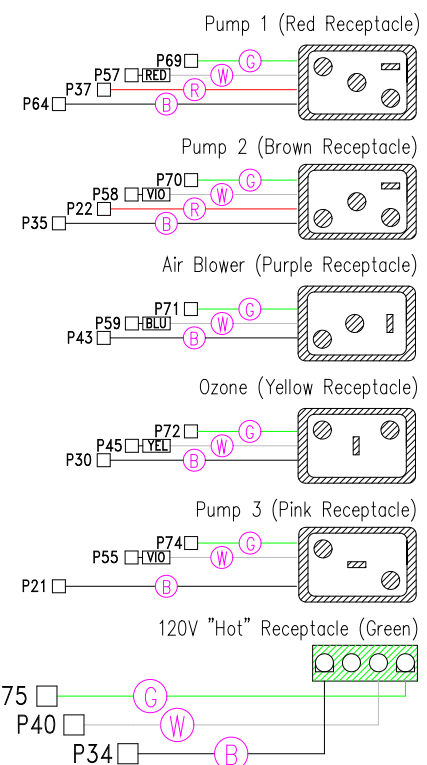 Pump 1 (Red Receptacle)
P69 G
P57 RED W
P37 R
P64 B
Pump 2 (Brown Receptacle)
P70 G
P58 VIO W
P22 R
P35 B
Air Blower (Purple Receptacle)
P71 G
P59 BLU W
P43 B
Ozone (Yellow Receptacle)
P72 G
P45 YEL W
P30 B
Pump 3 (Pink Receptacle)
P74 G
P55 VIO W
P21 B
120V "Hot" Receptacle (Green)
75 G
P40 W
P34 B